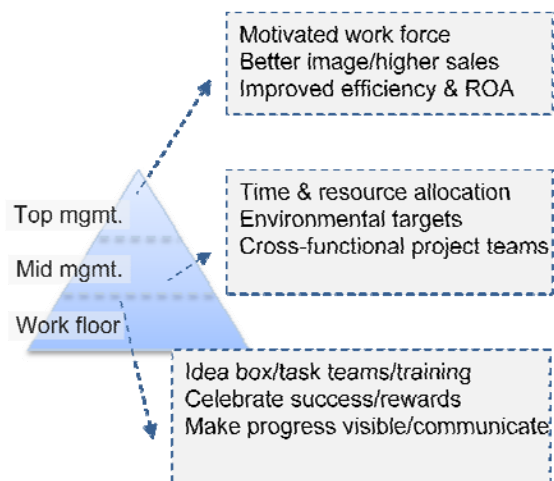 Motivated work force
Better image/higher sales
Improved efficiency & ROA
Top mgmt.
Time & resource allocation
Environmental targets
Cross-functional project teams
Mid mgmt.
Work floor
Idea box/task teams/training
Celebrate success/rewards
Make progress visible/communicate